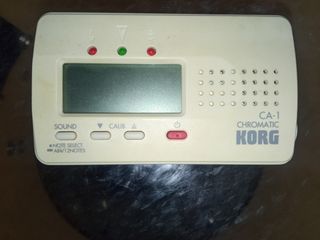 CA-1
CHROMATIC
KORG
SOUND
▼ CALIB ▲
NOTE SELECT